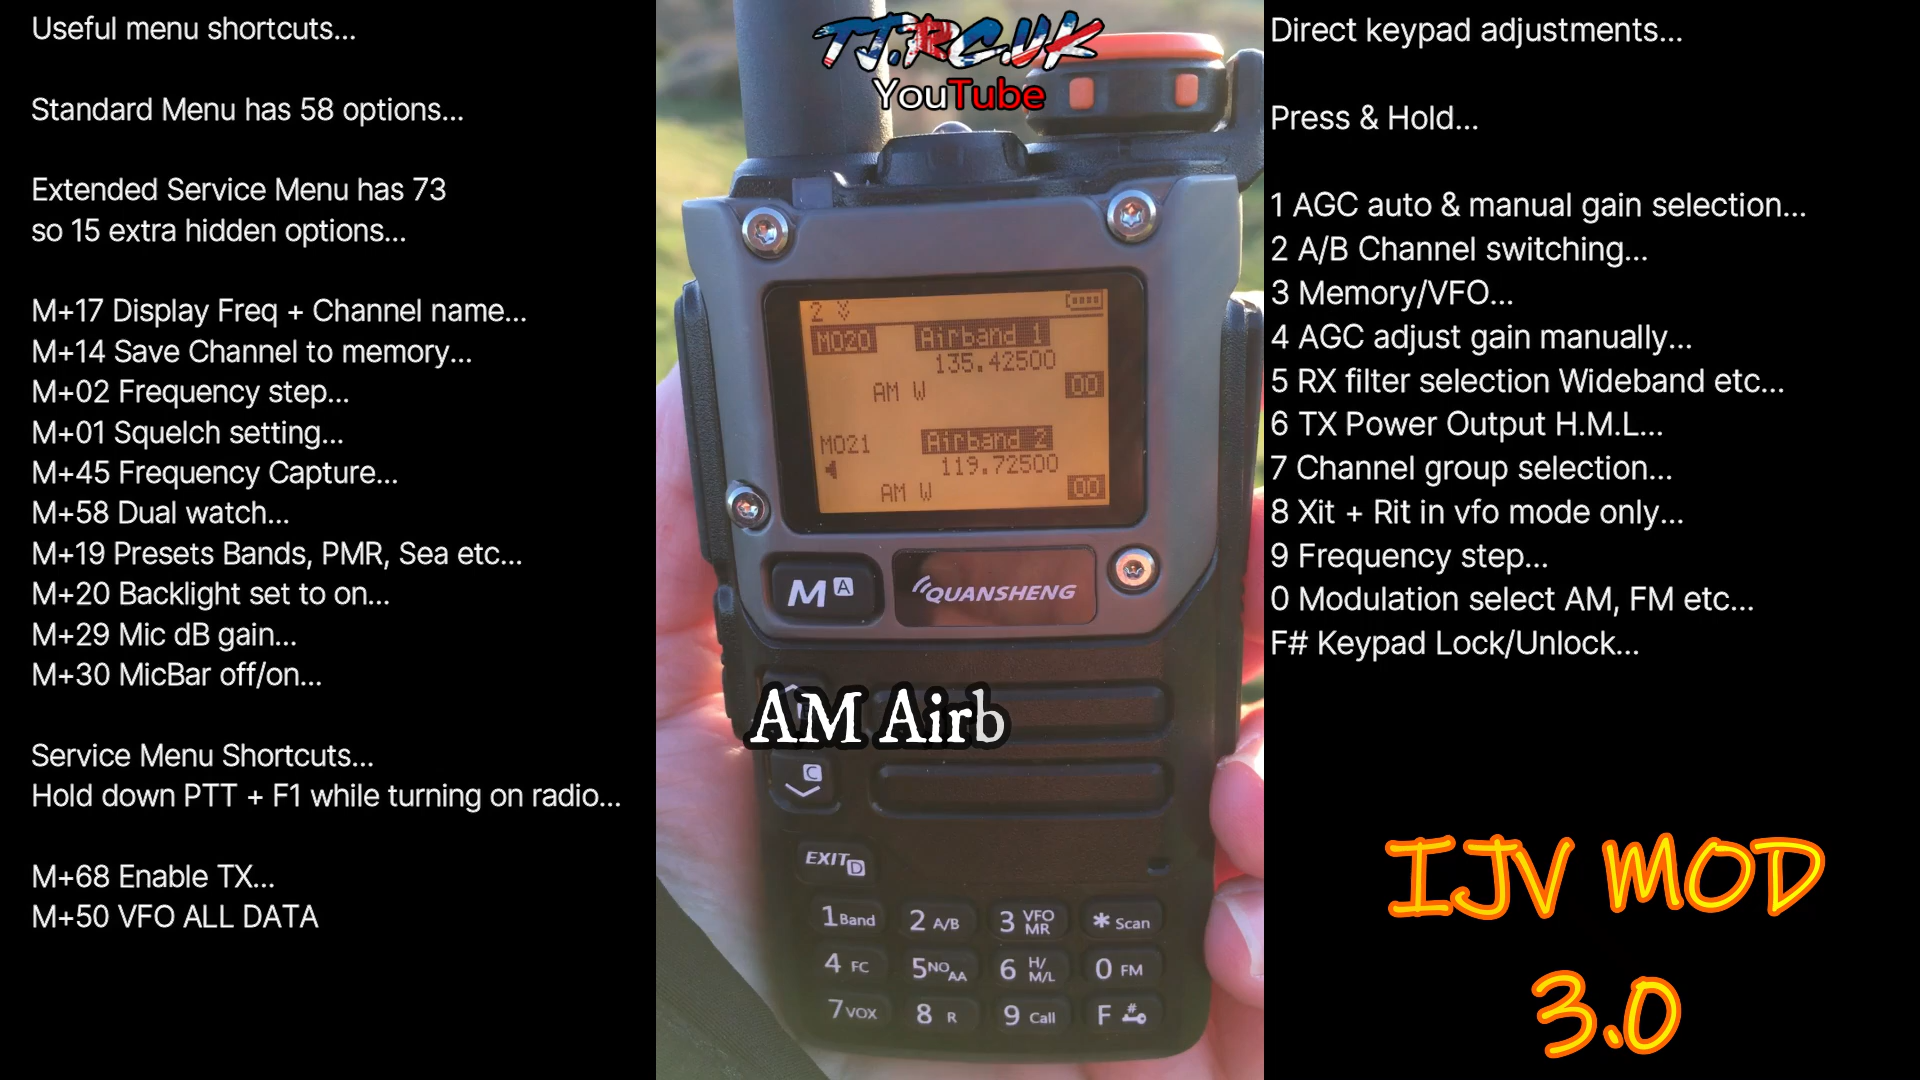 Useful menu shortcuts...
Standard Menu has 58 options...
Extended Service Menu has 73
so 15 extra hidden options...
M+17 Display Freq + Channel name...
M+14 Save Channel to memory...
M+02 Frequency step...
M+01 Squelch setting...
M+45 Frequency Capture...
M+58 Dual watch...
M+19 Presets Bands, PMR, Sea etc...
M+20 Backlight set to on...
M+29 Mic dB gain...
M+30 MicBar off/on...
Service Menu Shortcuts...
Hold down PTT + F1 while turning on radio...
M+68 Enable TX...
M+50 VFO ALL DATA
TJ.RC.UK
YouTube
2
M020 Airband 1
135.42500
AM W 00
M021 Airband 2
119.72500
AM W 00
M A QUANSHENG
AM Airb
C
EXIT D
1 Band 2 A/B 3 VFO MR * Scan
4 FC 5 NO AA 6 H/ M/L 0 FM
7 VOX 8 R 9 Call F #
Direct keypad adjustments...
Press & Hold...
1 AGC auto & manual gain selection...
2 A/B Channel switching...
3 Memory/VFO...
4 AGC adjust gain manually...
5 RX filter selection Wideband etc...
6 TX Power Output H.M.L...
7 Channel group selection...
8 Xit + Rit in vfo mode only...
9 Frequency step...
0 Modulation select AM, FM etc...
F# Keypad Lock/Unlock...
IJV MOD
3.0